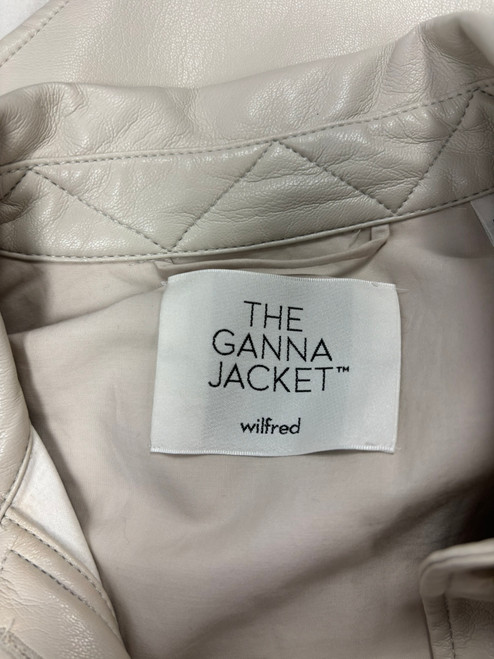 THE
GANNA
JACKET™
wilfred